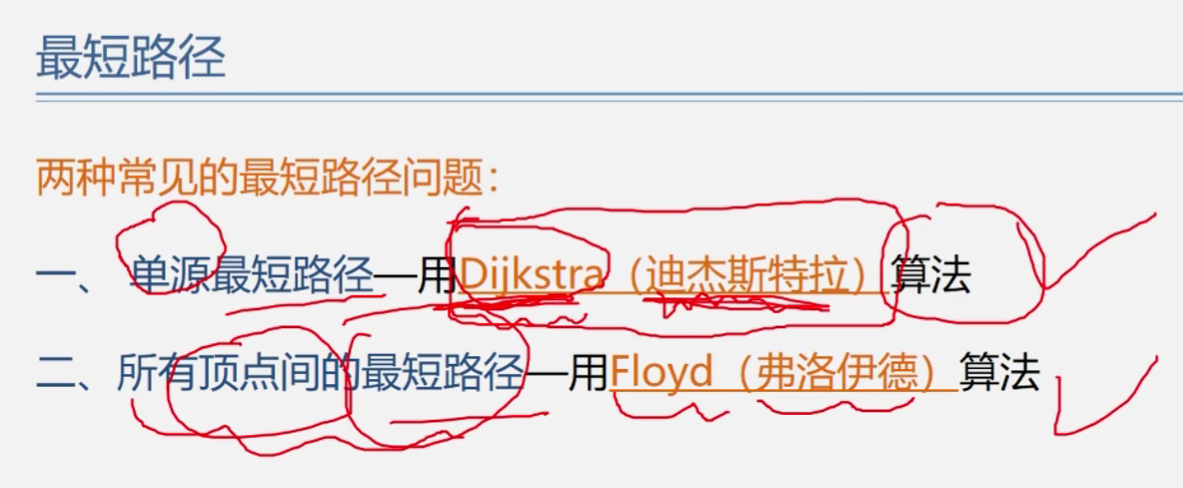 最短路径
两种常见的最短路径问题：
一、 单源最短路径—用Dijkstra（迪杰斯特拉）算法
二、所有顶点间的最短路径—用Floyd（弗洛伊德）算法